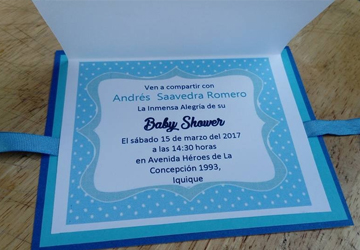 Ven a compartir con
Andrés Saavedra Romero
La Inmensa Alegría de su
Baby Shower
El sábado 15 de marzo del 2017
a las 14:30 horas
en Avenida Héroes de La
Concepción 1993,
Iquique